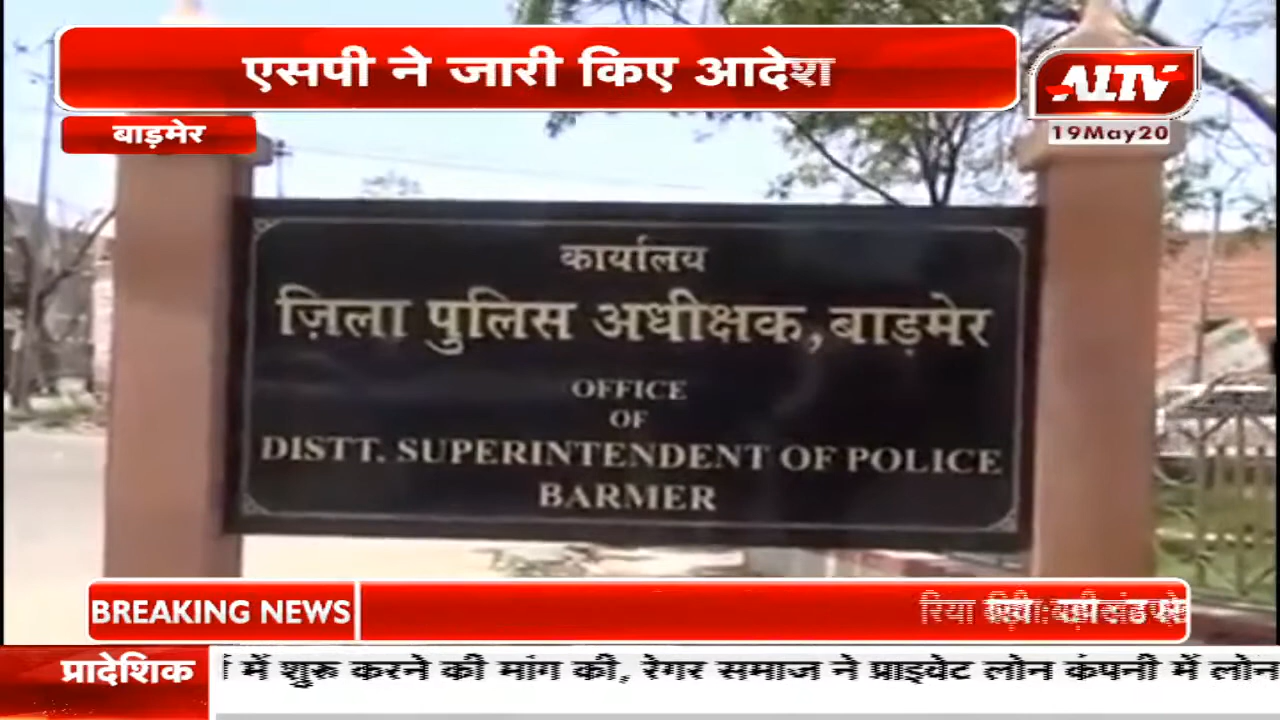 एसपी ने जारी किए आदेश
ALTV
19May20
बाड़मेर
कार्यालय
ज़िला पुलिस अधीक्षक, बाड़मेर
OFFICE
OF
DISTT. SUPERINTENDENT OF POLICE
BARMER
BREAKING NEWS
रिया
प्रादेशिक
में शुरू करने की मांग की, रेगर समाज ने प्राइवेट लोन कंपनी में लोन